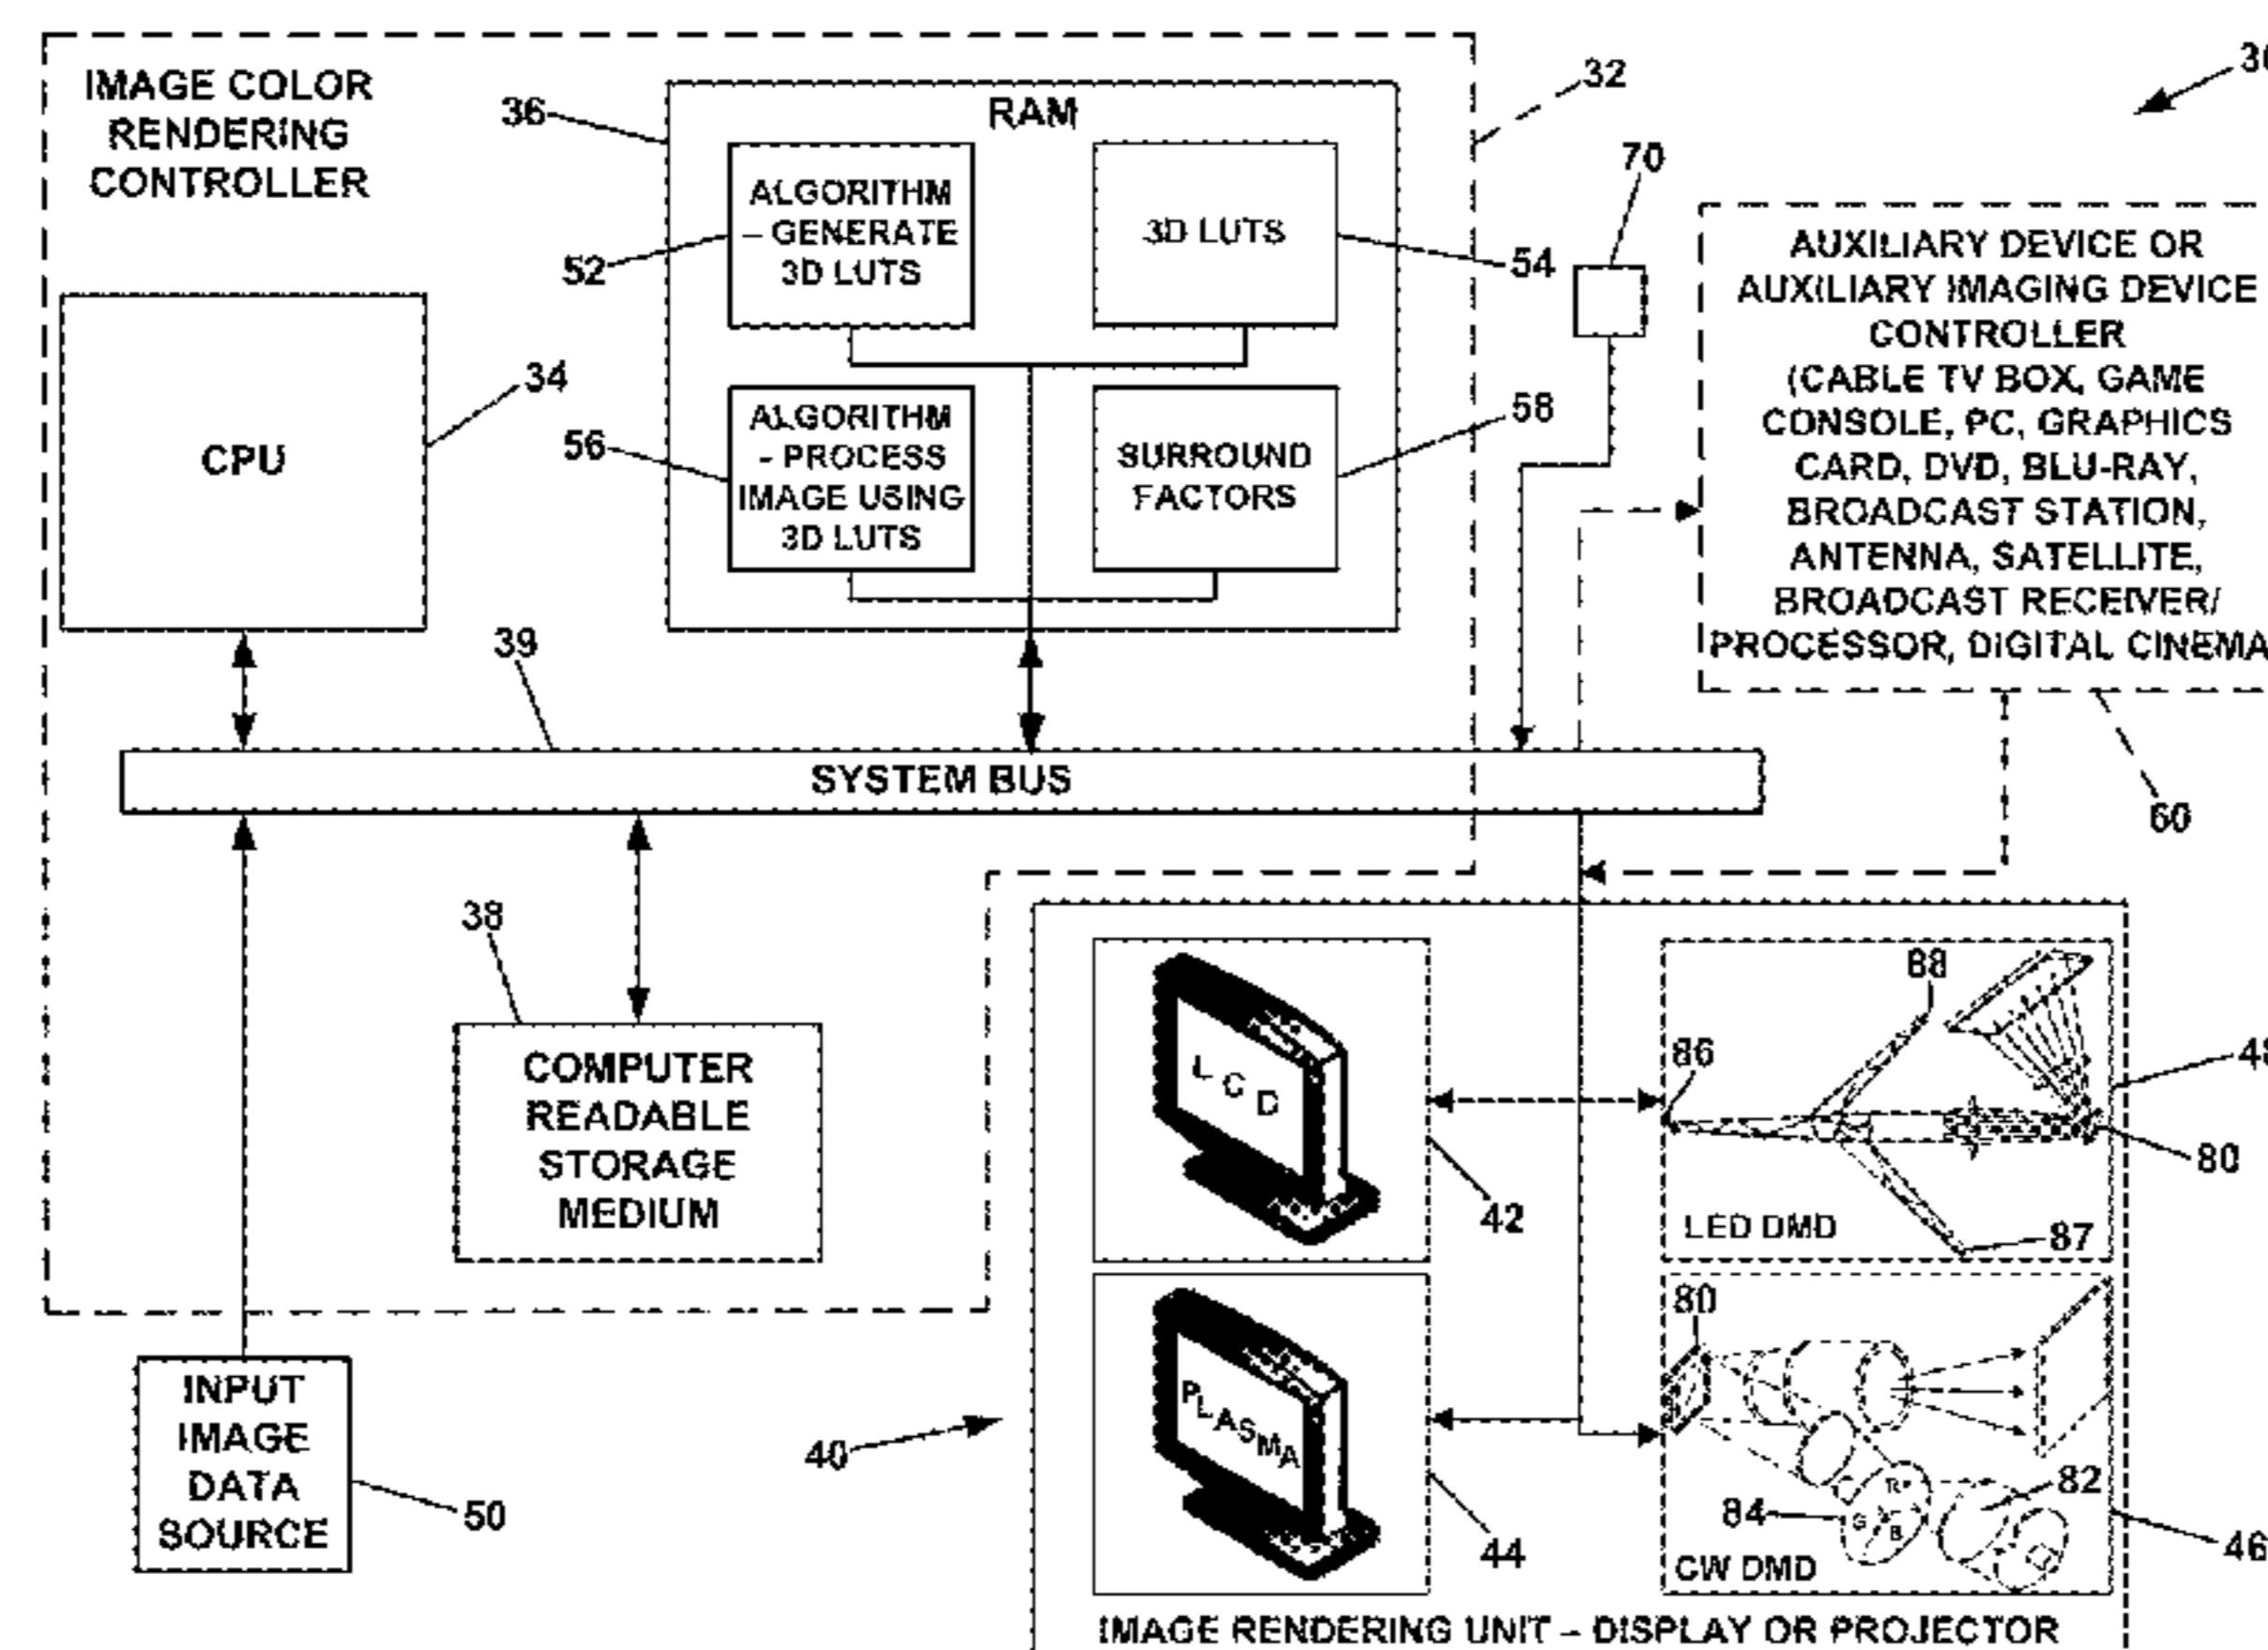 IMAGE COLOR
RENDERING
CONTROLLER
36
RAM
32
70
ALGORITHM
– GENERATE
3D LUTS
52
3D LUTS
54
34
CPU
ALGORITHM
- PROCESS
IMAGE USING
3D LUTS
56
SURROUND
FACTORS
58
AUXILIARY DEVICE OR
AUXILIARY IMAGING DEVICE
CONTROLLER
(CABLE TV BOX, GAME
CONSOLE, PC, GRAPHICS
CARD, DVD, BLU-RAY,
BROADCAST STATION,
ANTENNA, SATELLITE,
BROADCAST RECEIVER/
PROCESSOR, DIGITAL CINEMA
60
39
SYSTEM BUS
38
COMPUTER
READABLE
STORAGE
MEDIUM
LCD
42
86
88
80
87
LED DMD
INPUT
IMAGE
DATA
SOURCE
50
40
PLASMA
44
80
82
84
R
G
B
46
CW DMD
IMAGE RENDERING UNIT – DISPLAY OR PROJECTOR